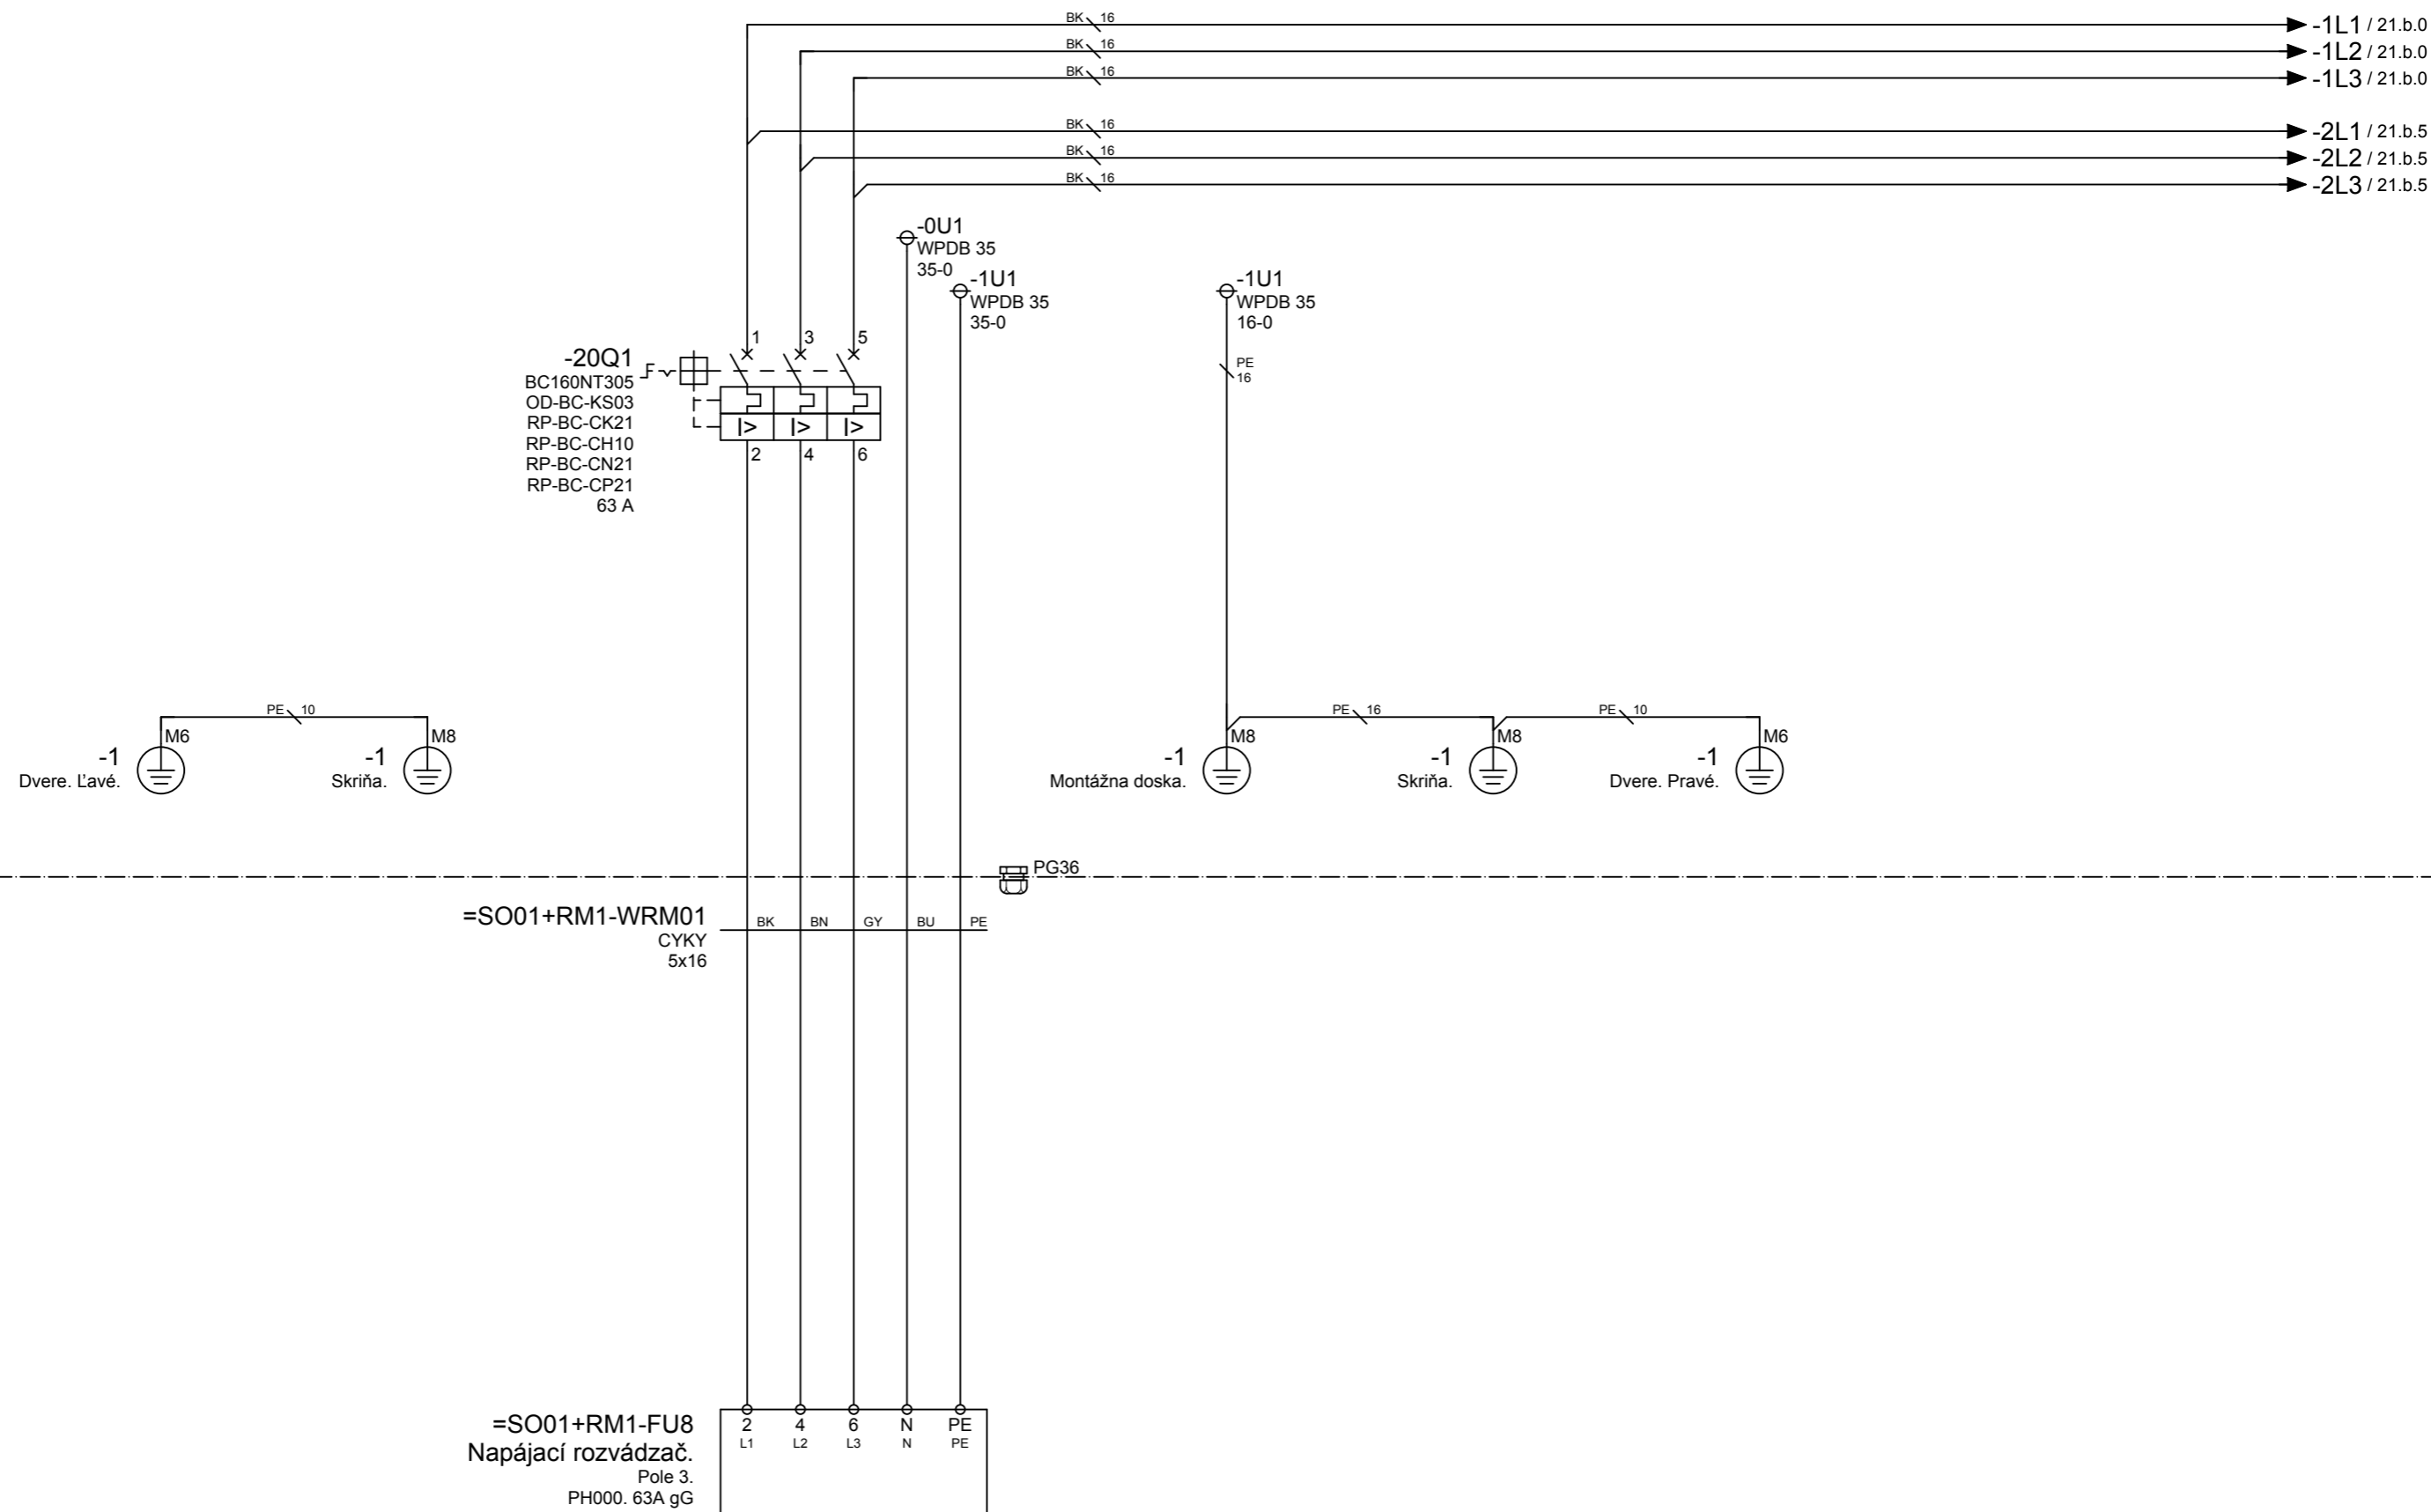 BK 16
-1L1 / 21.b.0
BK 16
-1L2 / 21.b.0
BK 16
-1L3 / 21.b.0
BK 16
-2L1 / 21.b.5
BK 16
-2L2 / 21.b.5
BK 16
-2L3 / 21.b.5
-0U1
WPDB 35
35-0
-1U1
WPDB 35
35-0
-1U1
WPDB 35
16-0
PE
16
1 3 5
-20Q1
BC160NT305
OD-BC-KS03
RP-BC-CK21
RP-BC-CH10
RP-BC-CN21
RP-BC-CP21
63 A
I> I> I>
2 4 6
PE 10
M6
-1
Dvere. Ľavé.
M8
-1
Skriňa.
PE 16
PE 10
M8
-1
Montážna doska.
M8
-1
Skriňa.
M6
-1
Dvere. Pravé.
PG36
=SO01+RM1-WRM01
CYKY
5x16
BK BN GY BU PE
=SO01+RM1-FU8
Napájací rozvádzač.
Pole 3.
PH000. 63A gG
2 4 6 N PE
L1 L2 L3 N PE